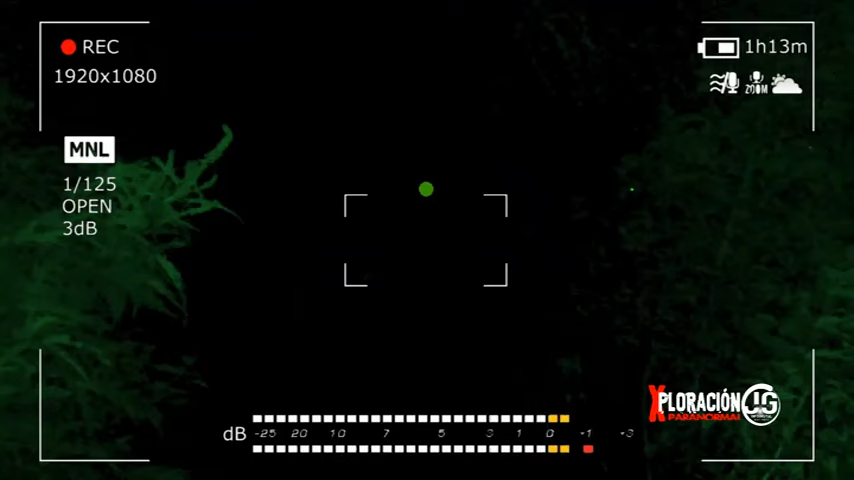 REC
1920x1080
1h13m
ZOOM
MNL
1/125
OPEN
3dB
XPLORACIÓN JG
PARANORMAL
dB -25 20 10 7 5 3 1 0 -1 +3